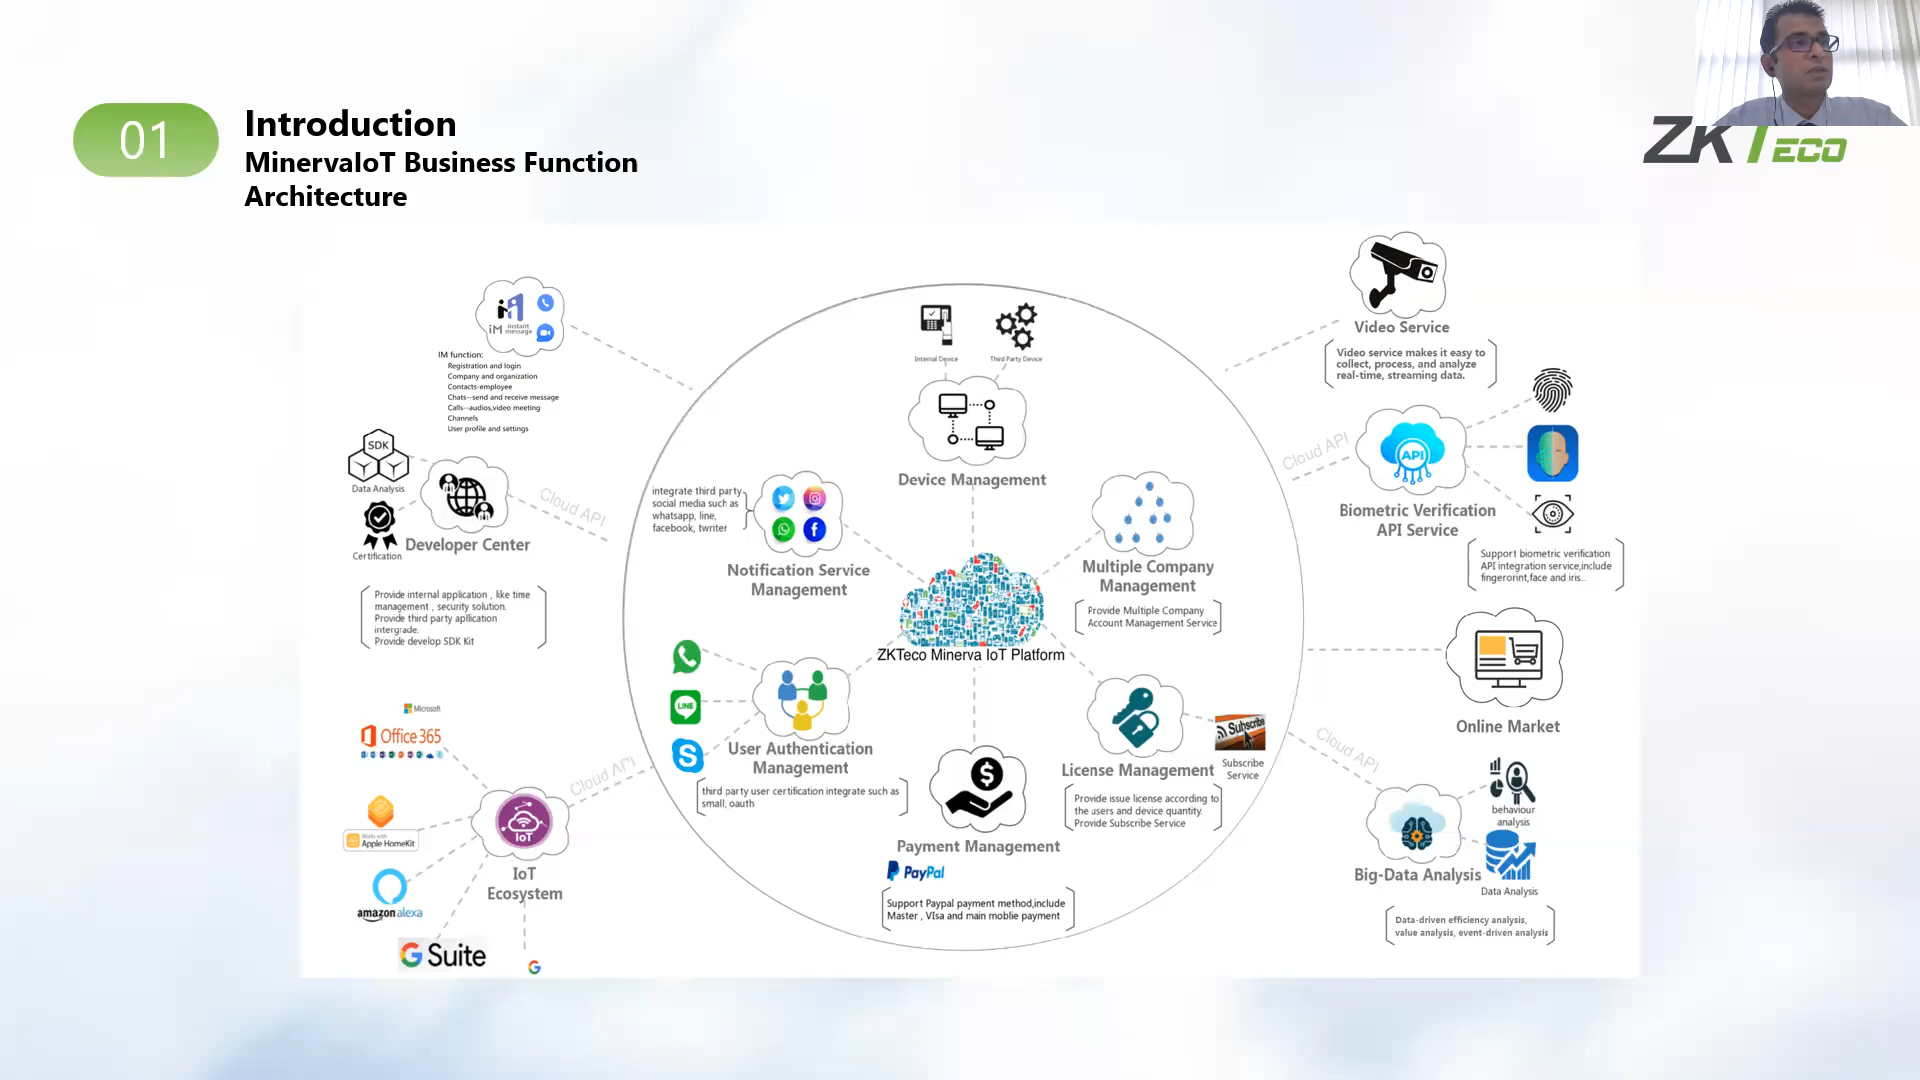 01
Introduction
MinervaIoT Business Function
Architecture
ZKTeco
iM instant
message
IM function:
Registration and login
Company and organization
Contacts-employee
Chats--send and receive message
Calls--audios,video meeting
Channels
User profile and settings
SDK
Data Analysis
Certification
Developer Center
Cloud API
Provide internal application , like time
management , security solution.
Provide third party apllication
intergrade.
Provide develop SDK Kit
Microsoft
Office 365
Works with
Apple HomeKit
amazon alexa
G Suite
G
IoT
IoT
Ecosystem
Cloud API
Internal Device
Third Party Device
Device Management
integrate third party
social media such as
whatsapp, line,
facebook, twriter
Notification Service
Management
Multiple Company
Management
Provide Multiple Company
Account Management Service
ZKTeco Minerva IoT Platform
LINE
S
User Authentication
Management
third party user certification integrate such as
small, oauth
License Management
Subscribe
Subscribe
Service
Provide issue license according to
the users and device quantity.
Provide Subscribe Service
$
Payment Management
PayPal
Support Paypal payment method,include
Master , VIsa and main moblie payment
Video Service
Video service makes it easy to
collect, process, and analyze
real-time, streaming data.
Cloud API
API
Biometric Verification
API Service
Support biometric verification
API integration service,include
fingerorint,face and iris..
Online Market
Cloud API
behaviour
analysis
Big-Data Analysis
Data Analysis
Data-driven efficiency analysis,
value analysis, event-driven analysis